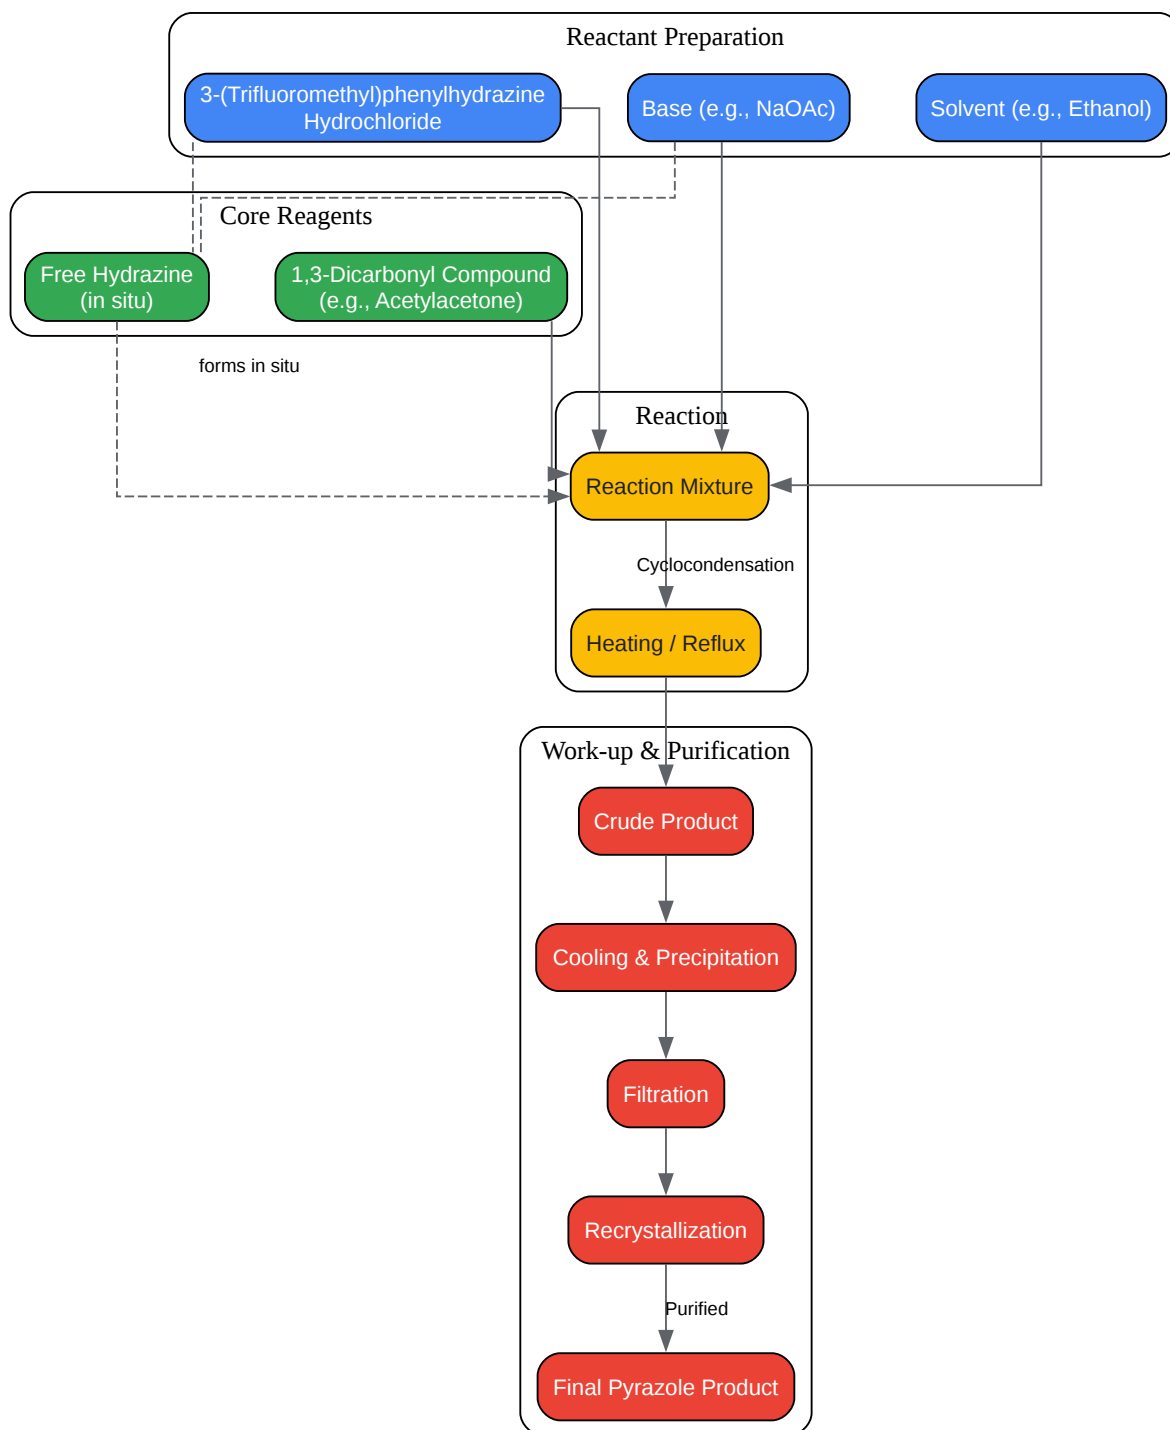 Reactant Preparation
3-(Trifluoromethyl)phenylhydrazine
Hydrochloride
Base (e.g., NaOAc)
Solvent (e.g., Ethanol)
Core Reagents
Free Hydrazine
(in situ)
1,3-Dicarbonyl Compound
(e.g., Acetylacetone)
forms in situ
Reaction
Reaction Mixture
Cyclocondensation
Heating / Reflux
Work-up & Purification
Crude Product
Cooling & Precipitation
Filtration
Recrystallization
Purified
Final Pyrazole Product